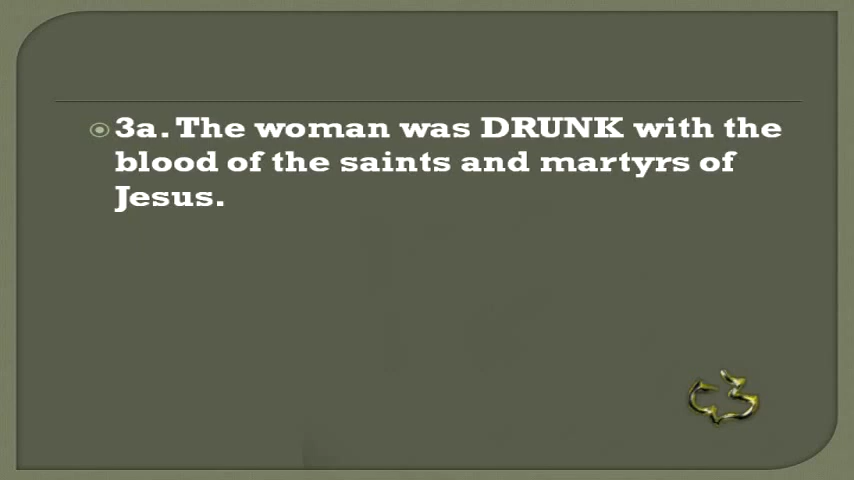 3a. The woman was DRUNK with the
blood of the saints and martyrs of
Jesus.